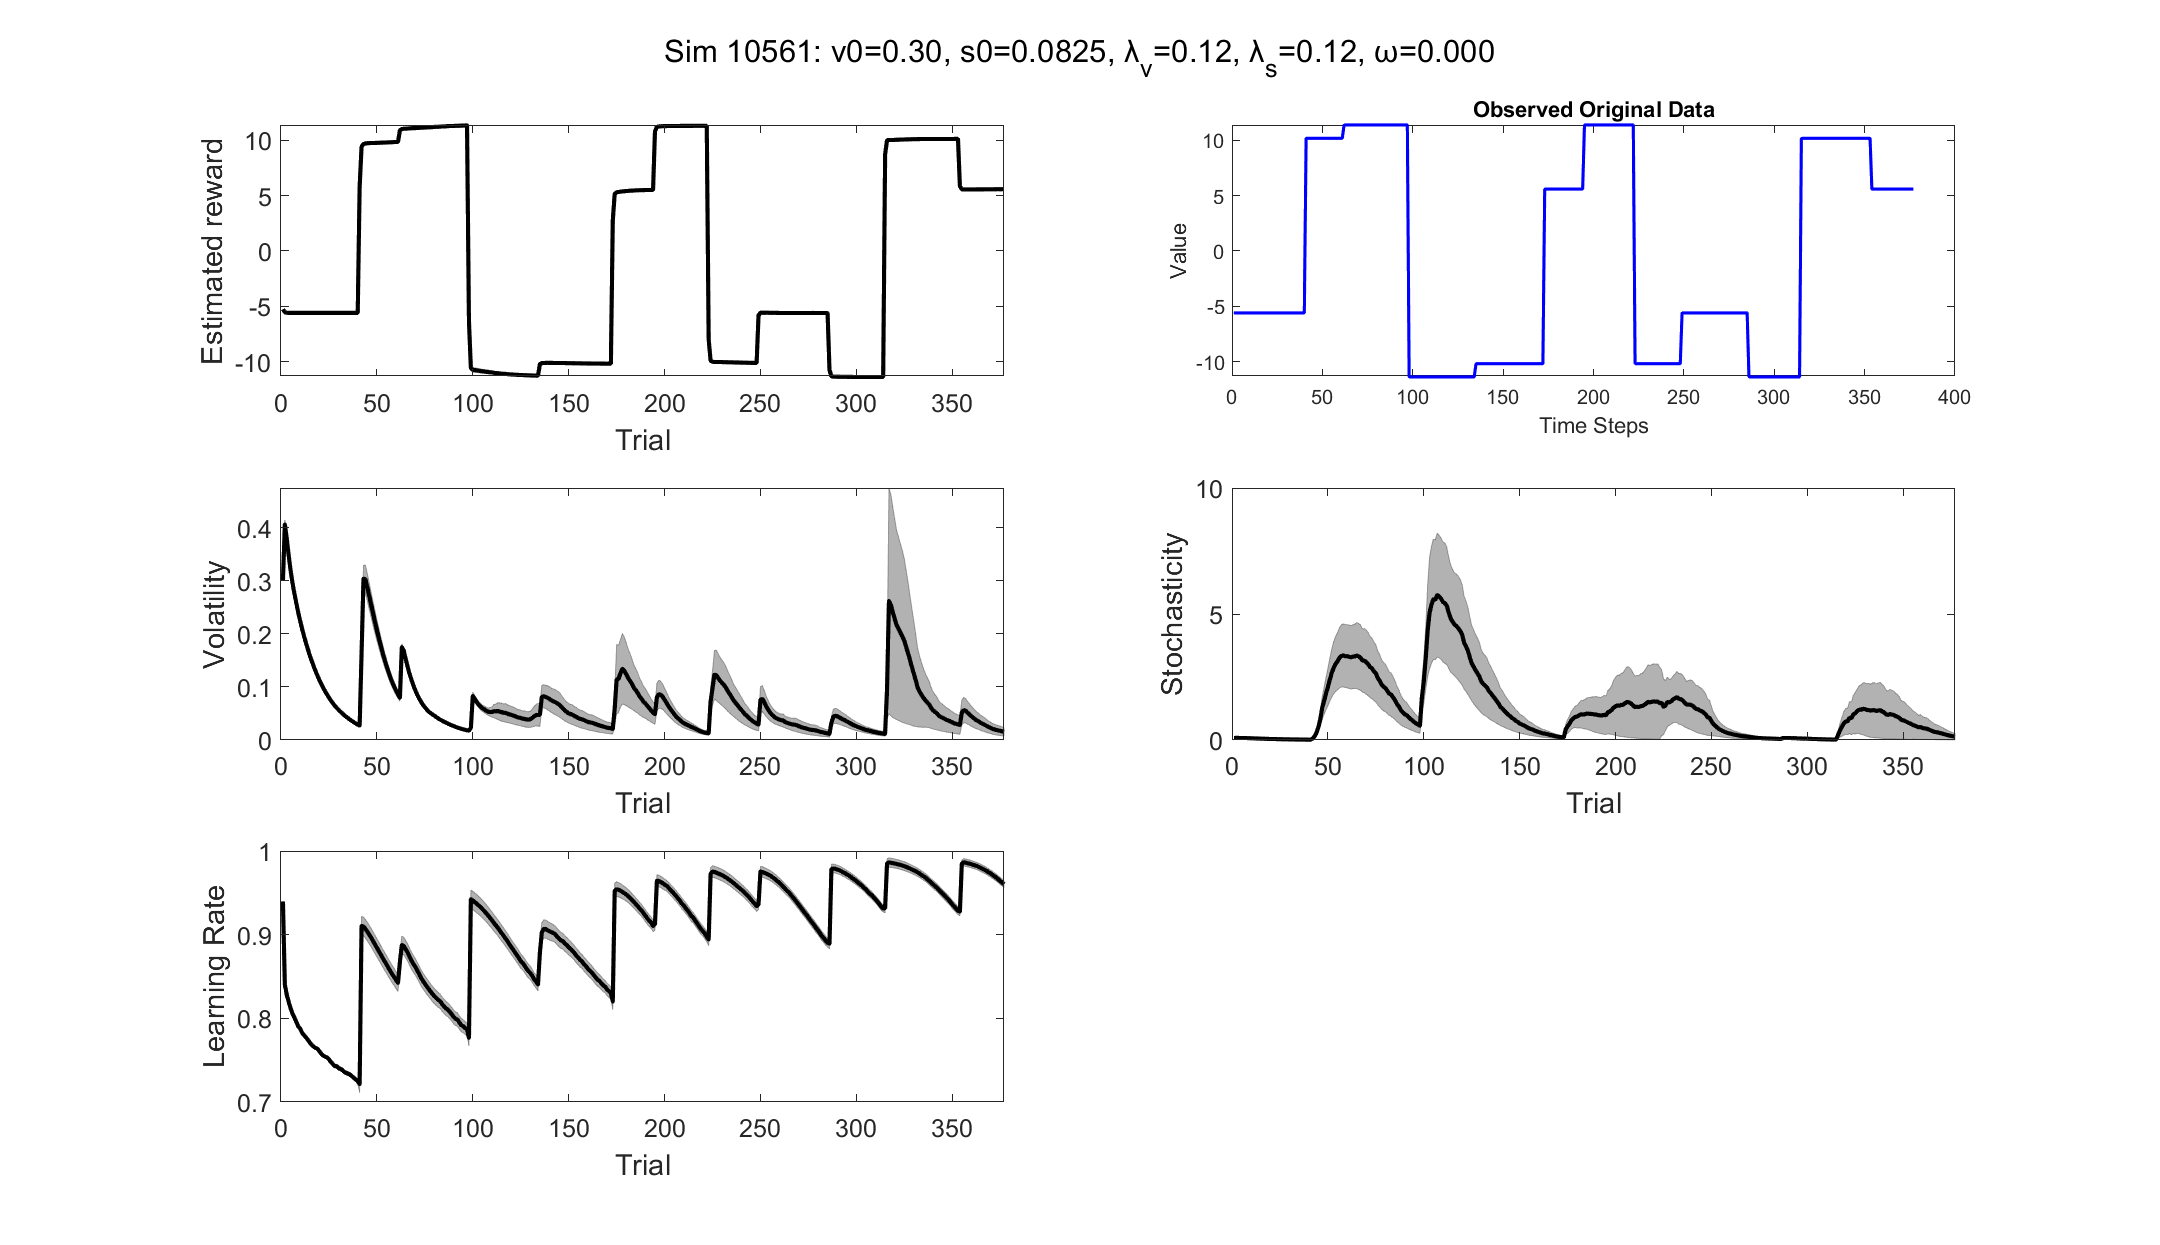 Sim 10561: v0=0.30, s0=0.0825, λ_v=0.12, λ_s=0.12, ω=0.000
Estimated reward
10
5
0
-5
-10
0 50 100 150 200 250 300 350
Trial
Observed Original Data
Value
10
5
0
-5
-10
0 50 100 150 200 250 300 350 400
Time Steps
Volatility
0.4
0.3
0.2
0.1
0
0 50 100 150 200 250 300 350
Trial
Stochasticity
10
5
0
0 50 100 150 200 250 300 350
Trial
Learning Rate
1
0.9
0.8
0.7
0 50 100 150 200 250 300 350
Trial